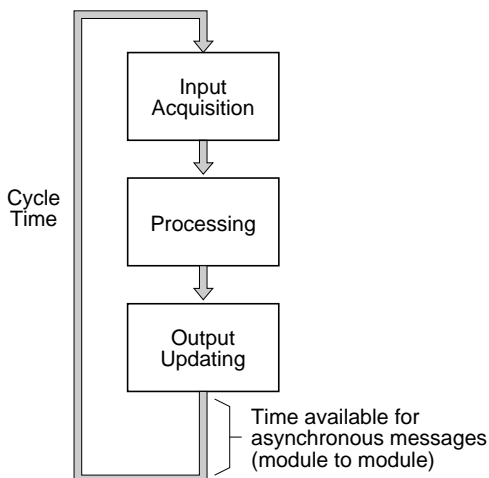 Input
Acquisition
Cycle
Time
Processing
Output
Updating
Time available for
asynchronous messages
(module to module)